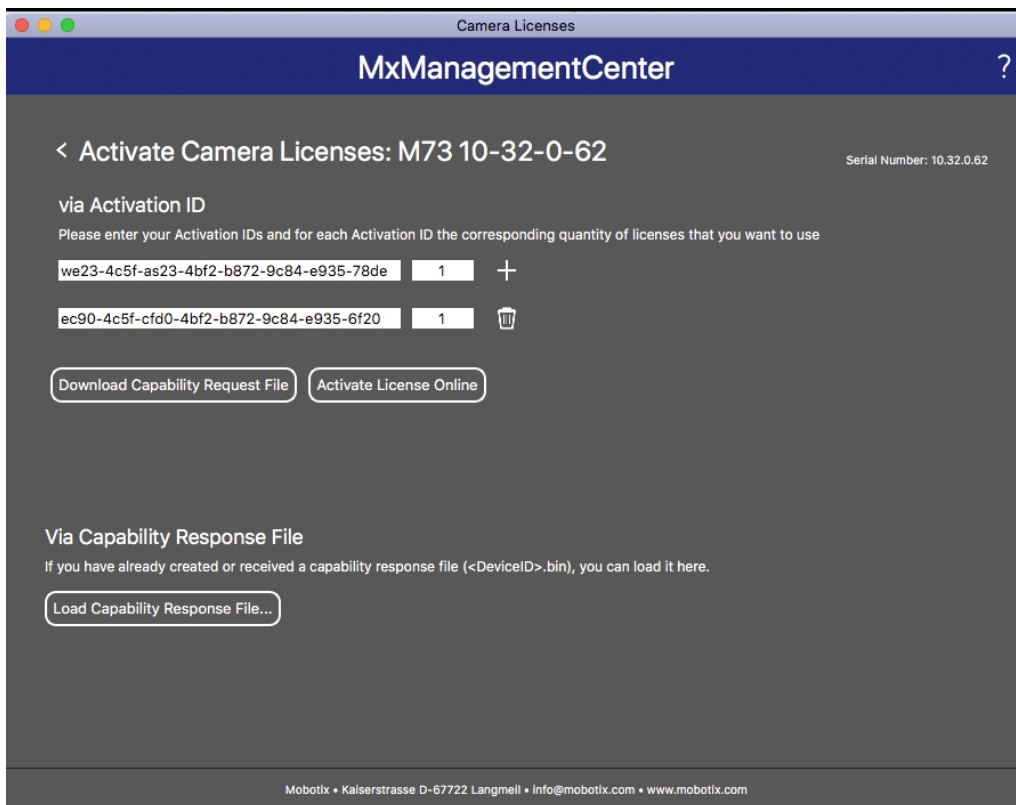 Camera Licenses
MxManagementCenter ?
< Activate Camera Licenses: M73 10-32-0-62
Serial Number: 10.32.0.62
via Activation ID
Please enter your Activation IDs and for each Activation ID the corresponding quantity of licenses that you want to use
we23-4c5f-as23-4bf2-b872-9c84-e935-78de 1 +
ec90-4c5f-cfd0-4bf2-b872-9c84-e935-6f20 1
Download Capability Request File Activate License Online
Via Capability Response File
If you have already created or received a capability response file (<DeviceID>.bin), you can load it here.
Load Capability Response File...
Mobotix • Kaiserstrasse D-67722 Langmeil • info@mobotix.com • www.mobotix.com